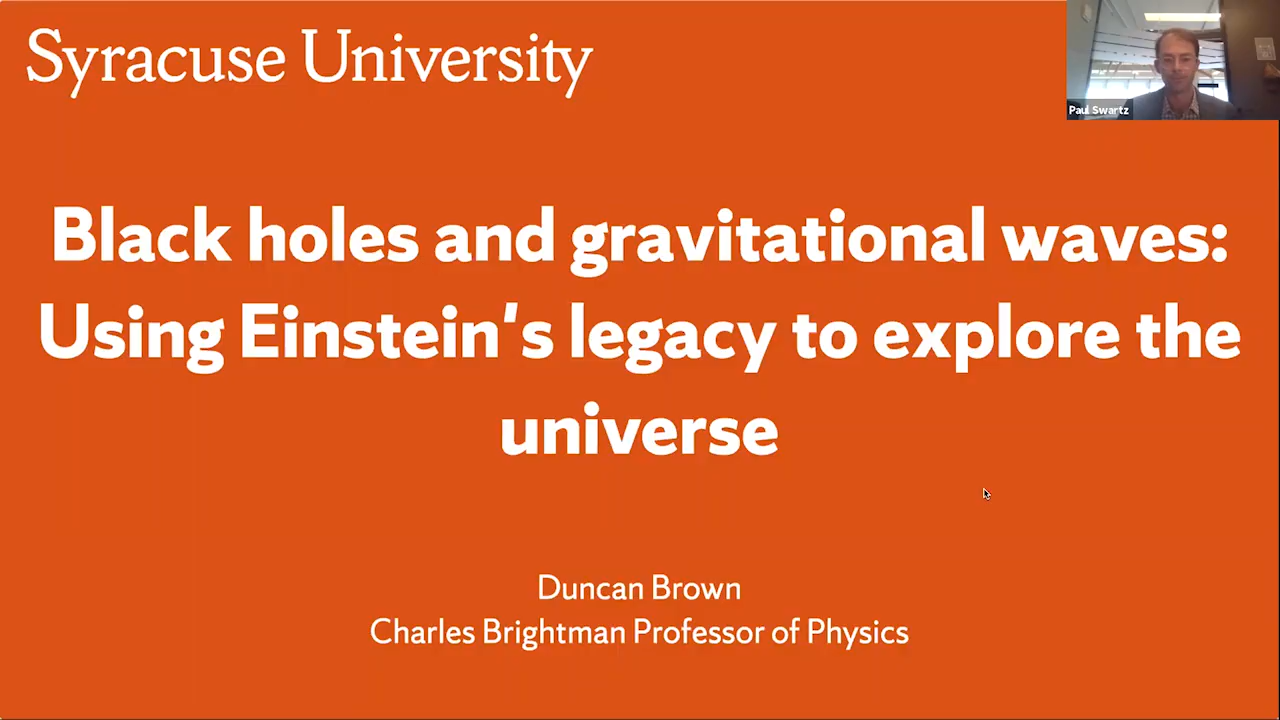 Syracuse University
Paul Swartz
Black holes and gravitational waves:
Using Einstein's legacy to explore the
universe
Duncan Brown
Charles Brightman Professor of Physics